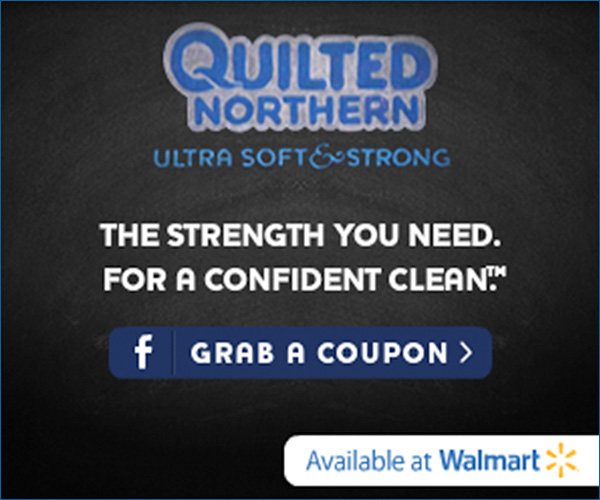 QUILTED
NORTHERN
ULTRA SOFT & STRONG
THE STRENGTH YOU NEED.
FOR A CONFIDENT CLEAN.™
f GRAB A COUPON >
Available at Walmart